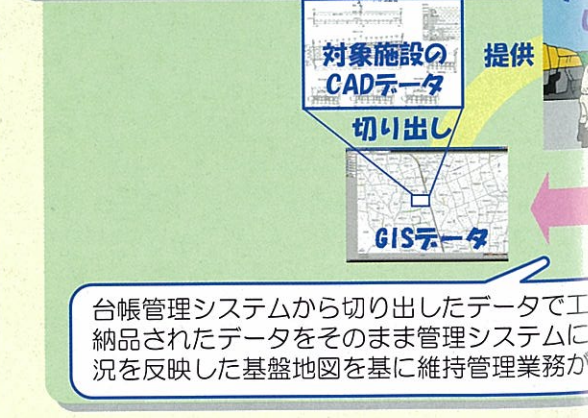 対象施設の
CADデータ
提供
切り出し
GISデータ
台帳管理システムから切り出したデータで工
納品されたデータをそのまま管理システムに
況を反映した基盤地図を基に維持管理業務が